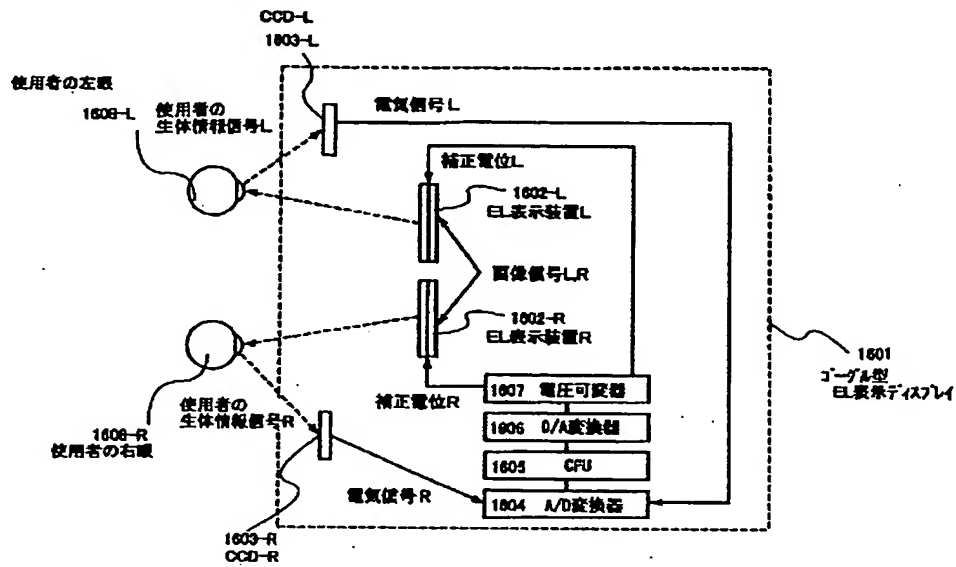 CCD-L
1603-L
使用者の左眼
1608-L
使用者の
生体情報信号L
電気信号L
補正電位L
1602-L
EL表示装置L
画像信号L,R
1602-R
EL表示装置R
1601
ゴーグル型
EL表示ディスプレイ
補正電位R
1607 電圧可変器
1606 D/A変換器
1605 CPU
1604 A/D変換器
使用者の
生体情報信号R
1608-R
使用者の右眼
電気信号R
1603-R
CCD-R